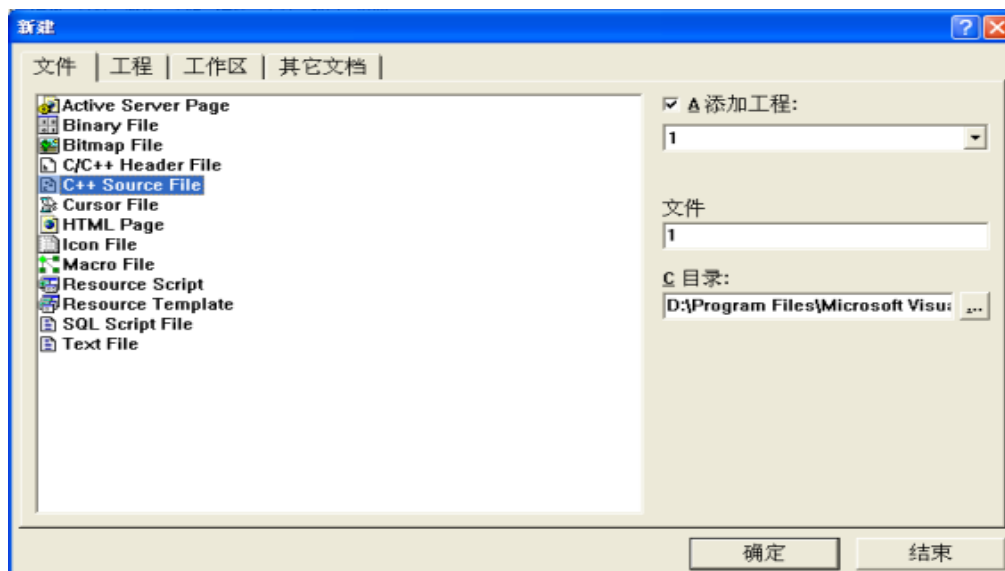 新建
文件 工程 工作区 其它文档
Active Server Page
Binary File
Bitmap File
C/C++ Header File
C++ Source File
Cursor File
HTML Page
Icon File
Macro File
Resource Script
Resource Template
SQL Script File
Text File
A 添加工程:
1
文件
1
C 目录:
D:\Program Files\Microsoft Visu
...
确定 结束